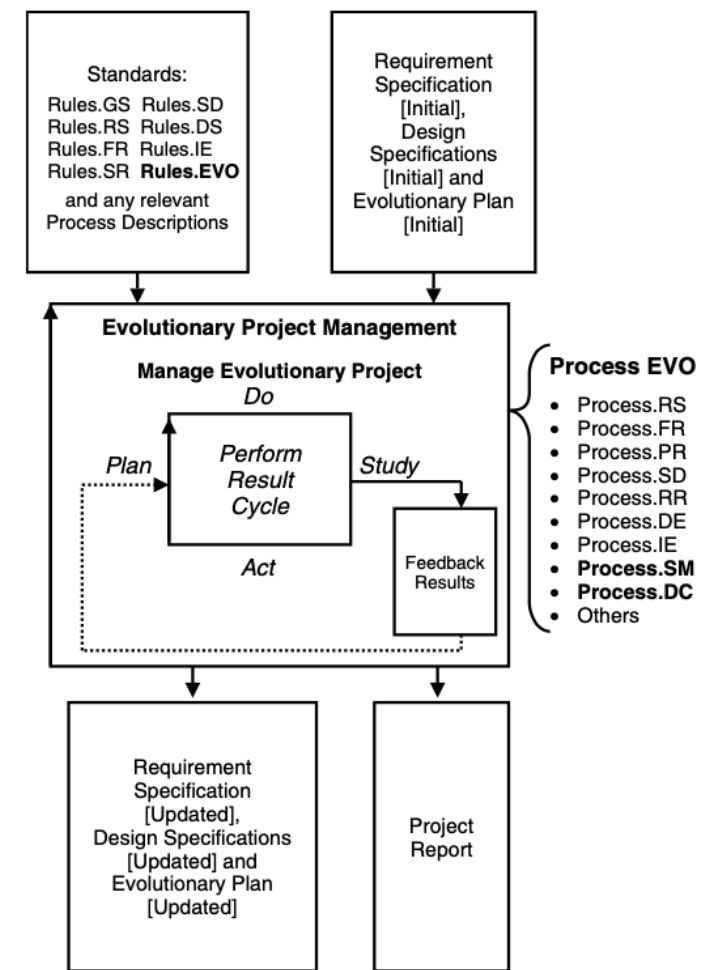 Standards:
Rules.GS Rules.SD
Rules.RS Rules.DS
Rules.FR Rules.IE
Rules.SR Rules.EVO
and any relevant
Process Descriptions
Requirement
Specification
[Initial],
Design
Specifications
[Initial] and
Evolutionary Plan
[Initial]
Evolutionary Project Management
Manage Evolutionary Project
Do
Plan
Perform
Result
Cycle
Study
Act
Feedback
Results
Process EVO
• Process.RS
• Process.FR
• Process.PR
• Process.SD
• Process.RR
• Process.DE
• Process.IE
• Process.SM
• Process.DC
• Others
Requirement
Specification
[Updated],
Design Specifications
[Updated] and
Evolutionary Plan
[Updated]
Project
Report